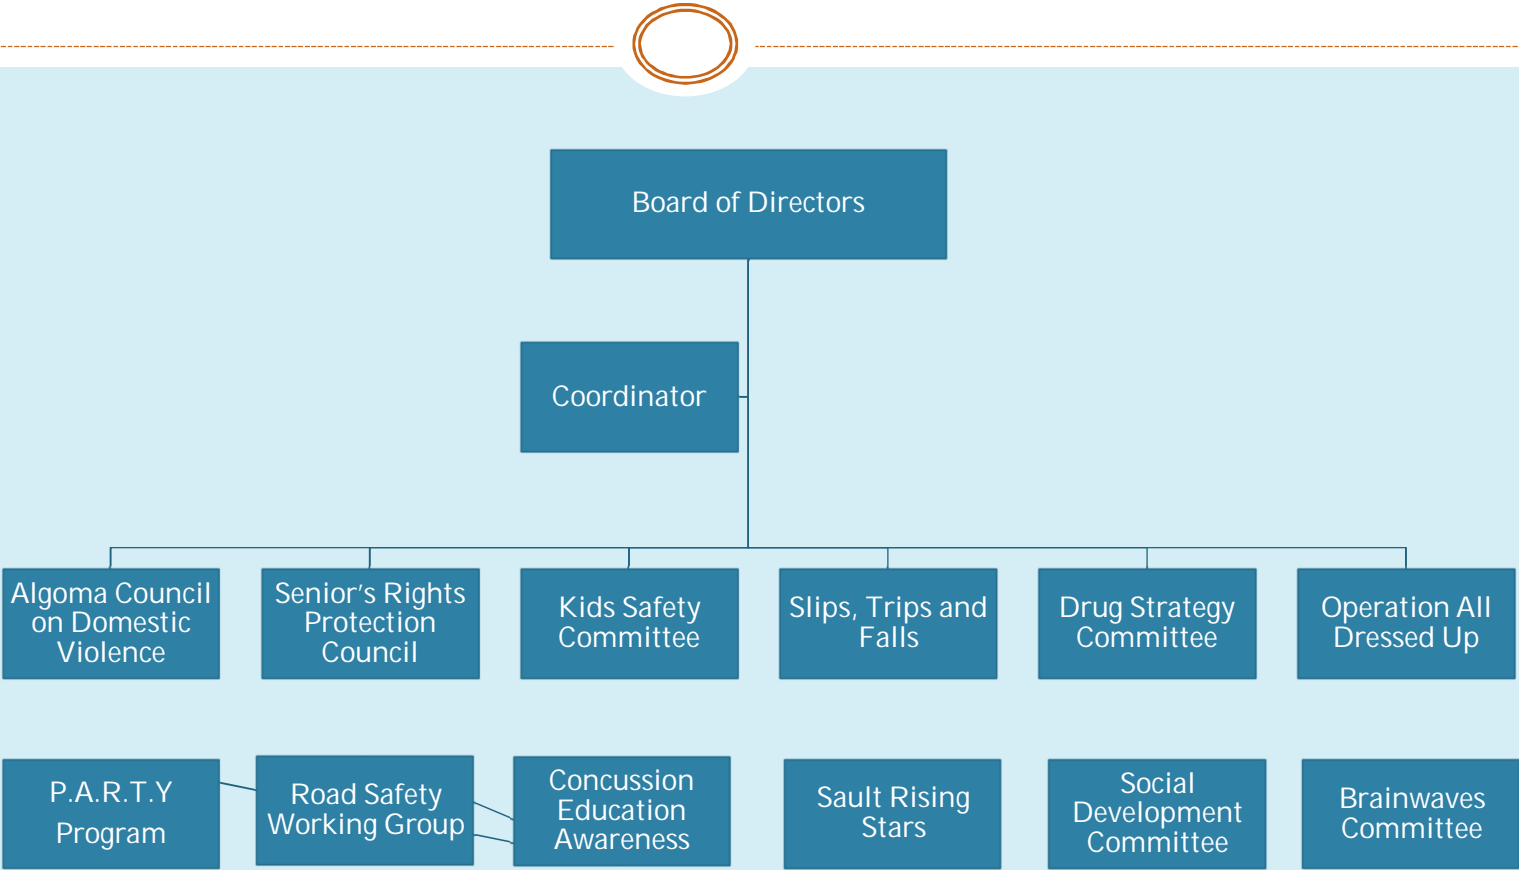 Board of Directors
Coordinator
Algoma Council
on Domestic
Violence
Senior’s Rights
Protection
Council
Kids Safety
Committee
Slips, Trips and
Falls
Drug Strategy
Committee
Operation All
Dressed Up
P.A.R.T.Y
Program
Road Safety
Working Group
Concussion
Education
Awareness
Sault Rising
Stars
Social
Development
Committee
Brainwaves
Committee